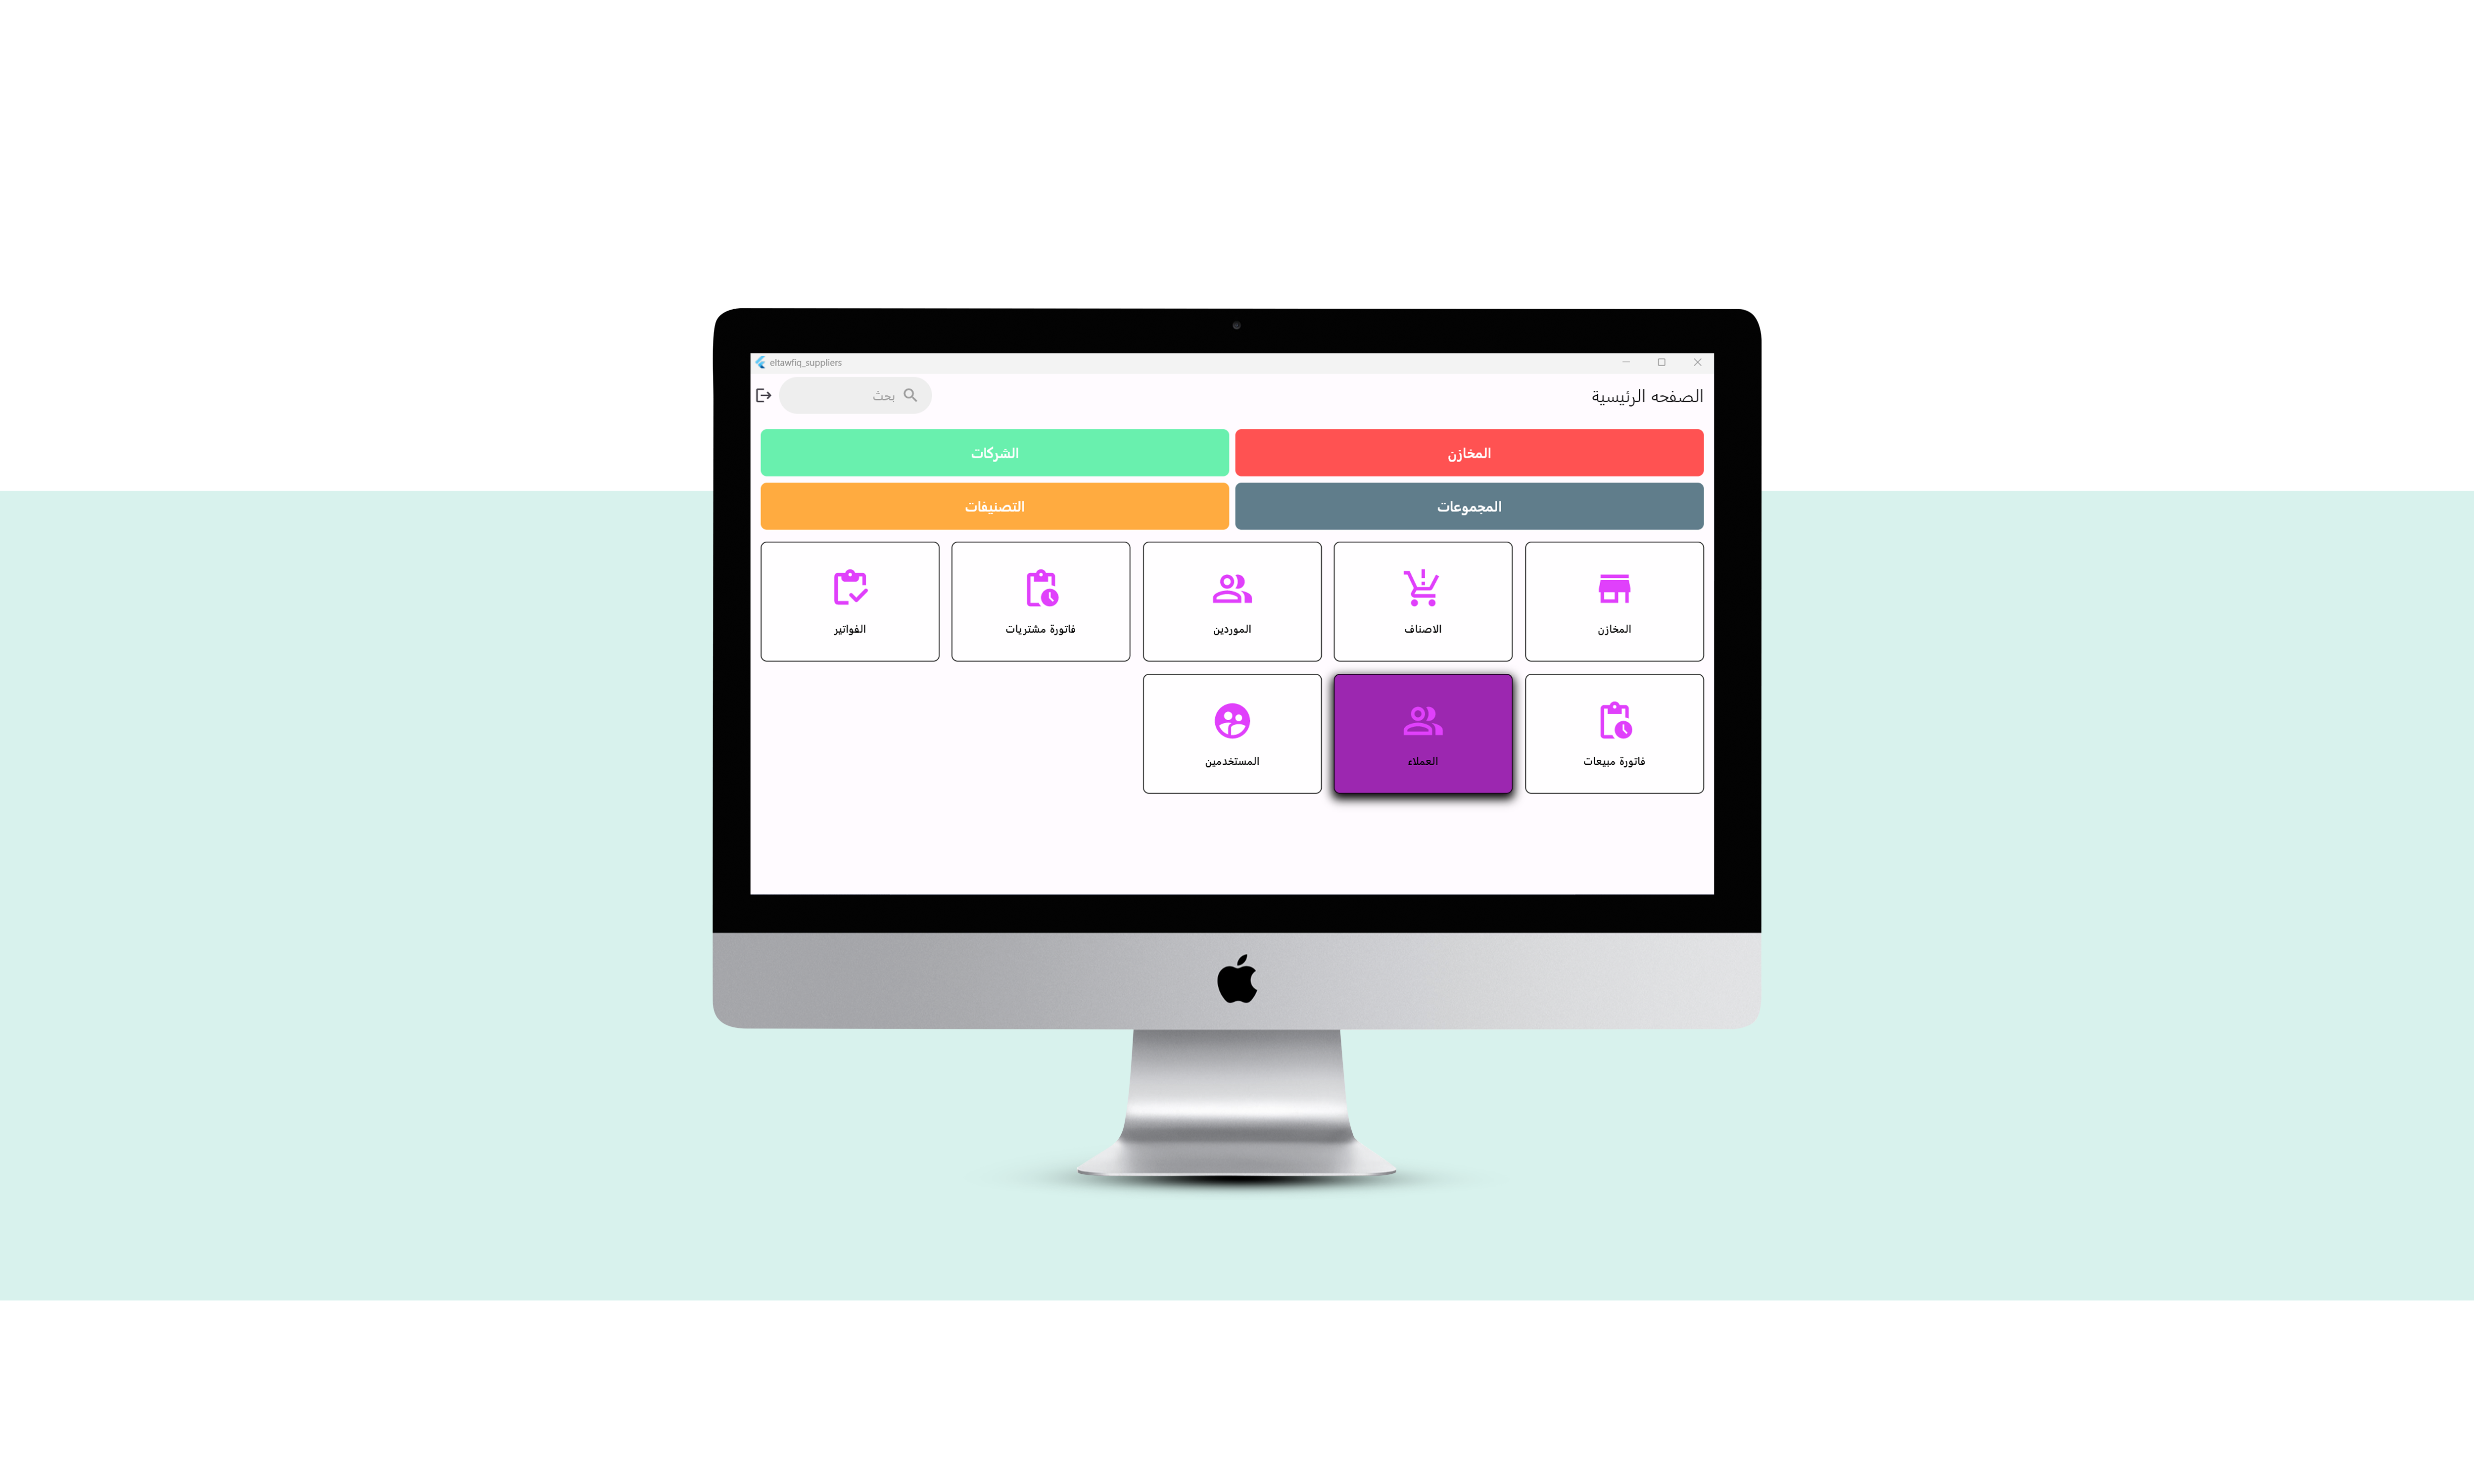 eltawfiq_suppliers
الصفحه الرئيسية
بحث
المخازن
الشركات
المجموعات
التصنيفات
المخازن
الاصناف
الموردين
فاتورة مشتريات
الفواتير
فاتورة مبيعات
العملاء
المستخدمين